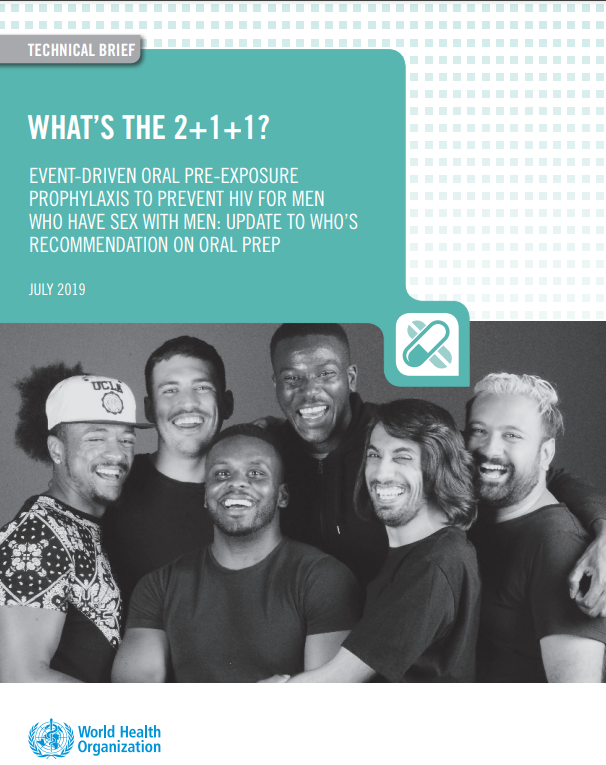 TECHNICAL BRIEF
WHAT'S THE 2+1+1?
EVENT-DRIVEN ORAL PRE-EXPOSURE
PROPHYLAXIS TO PREVENT HIV FOR MEN
WHO HAVE SEX WITH MEN: UPDATE TO WHO'S
RECOMMENDATION ON ORAL PREP
JULY 2019
UCLA
World Health
Organization